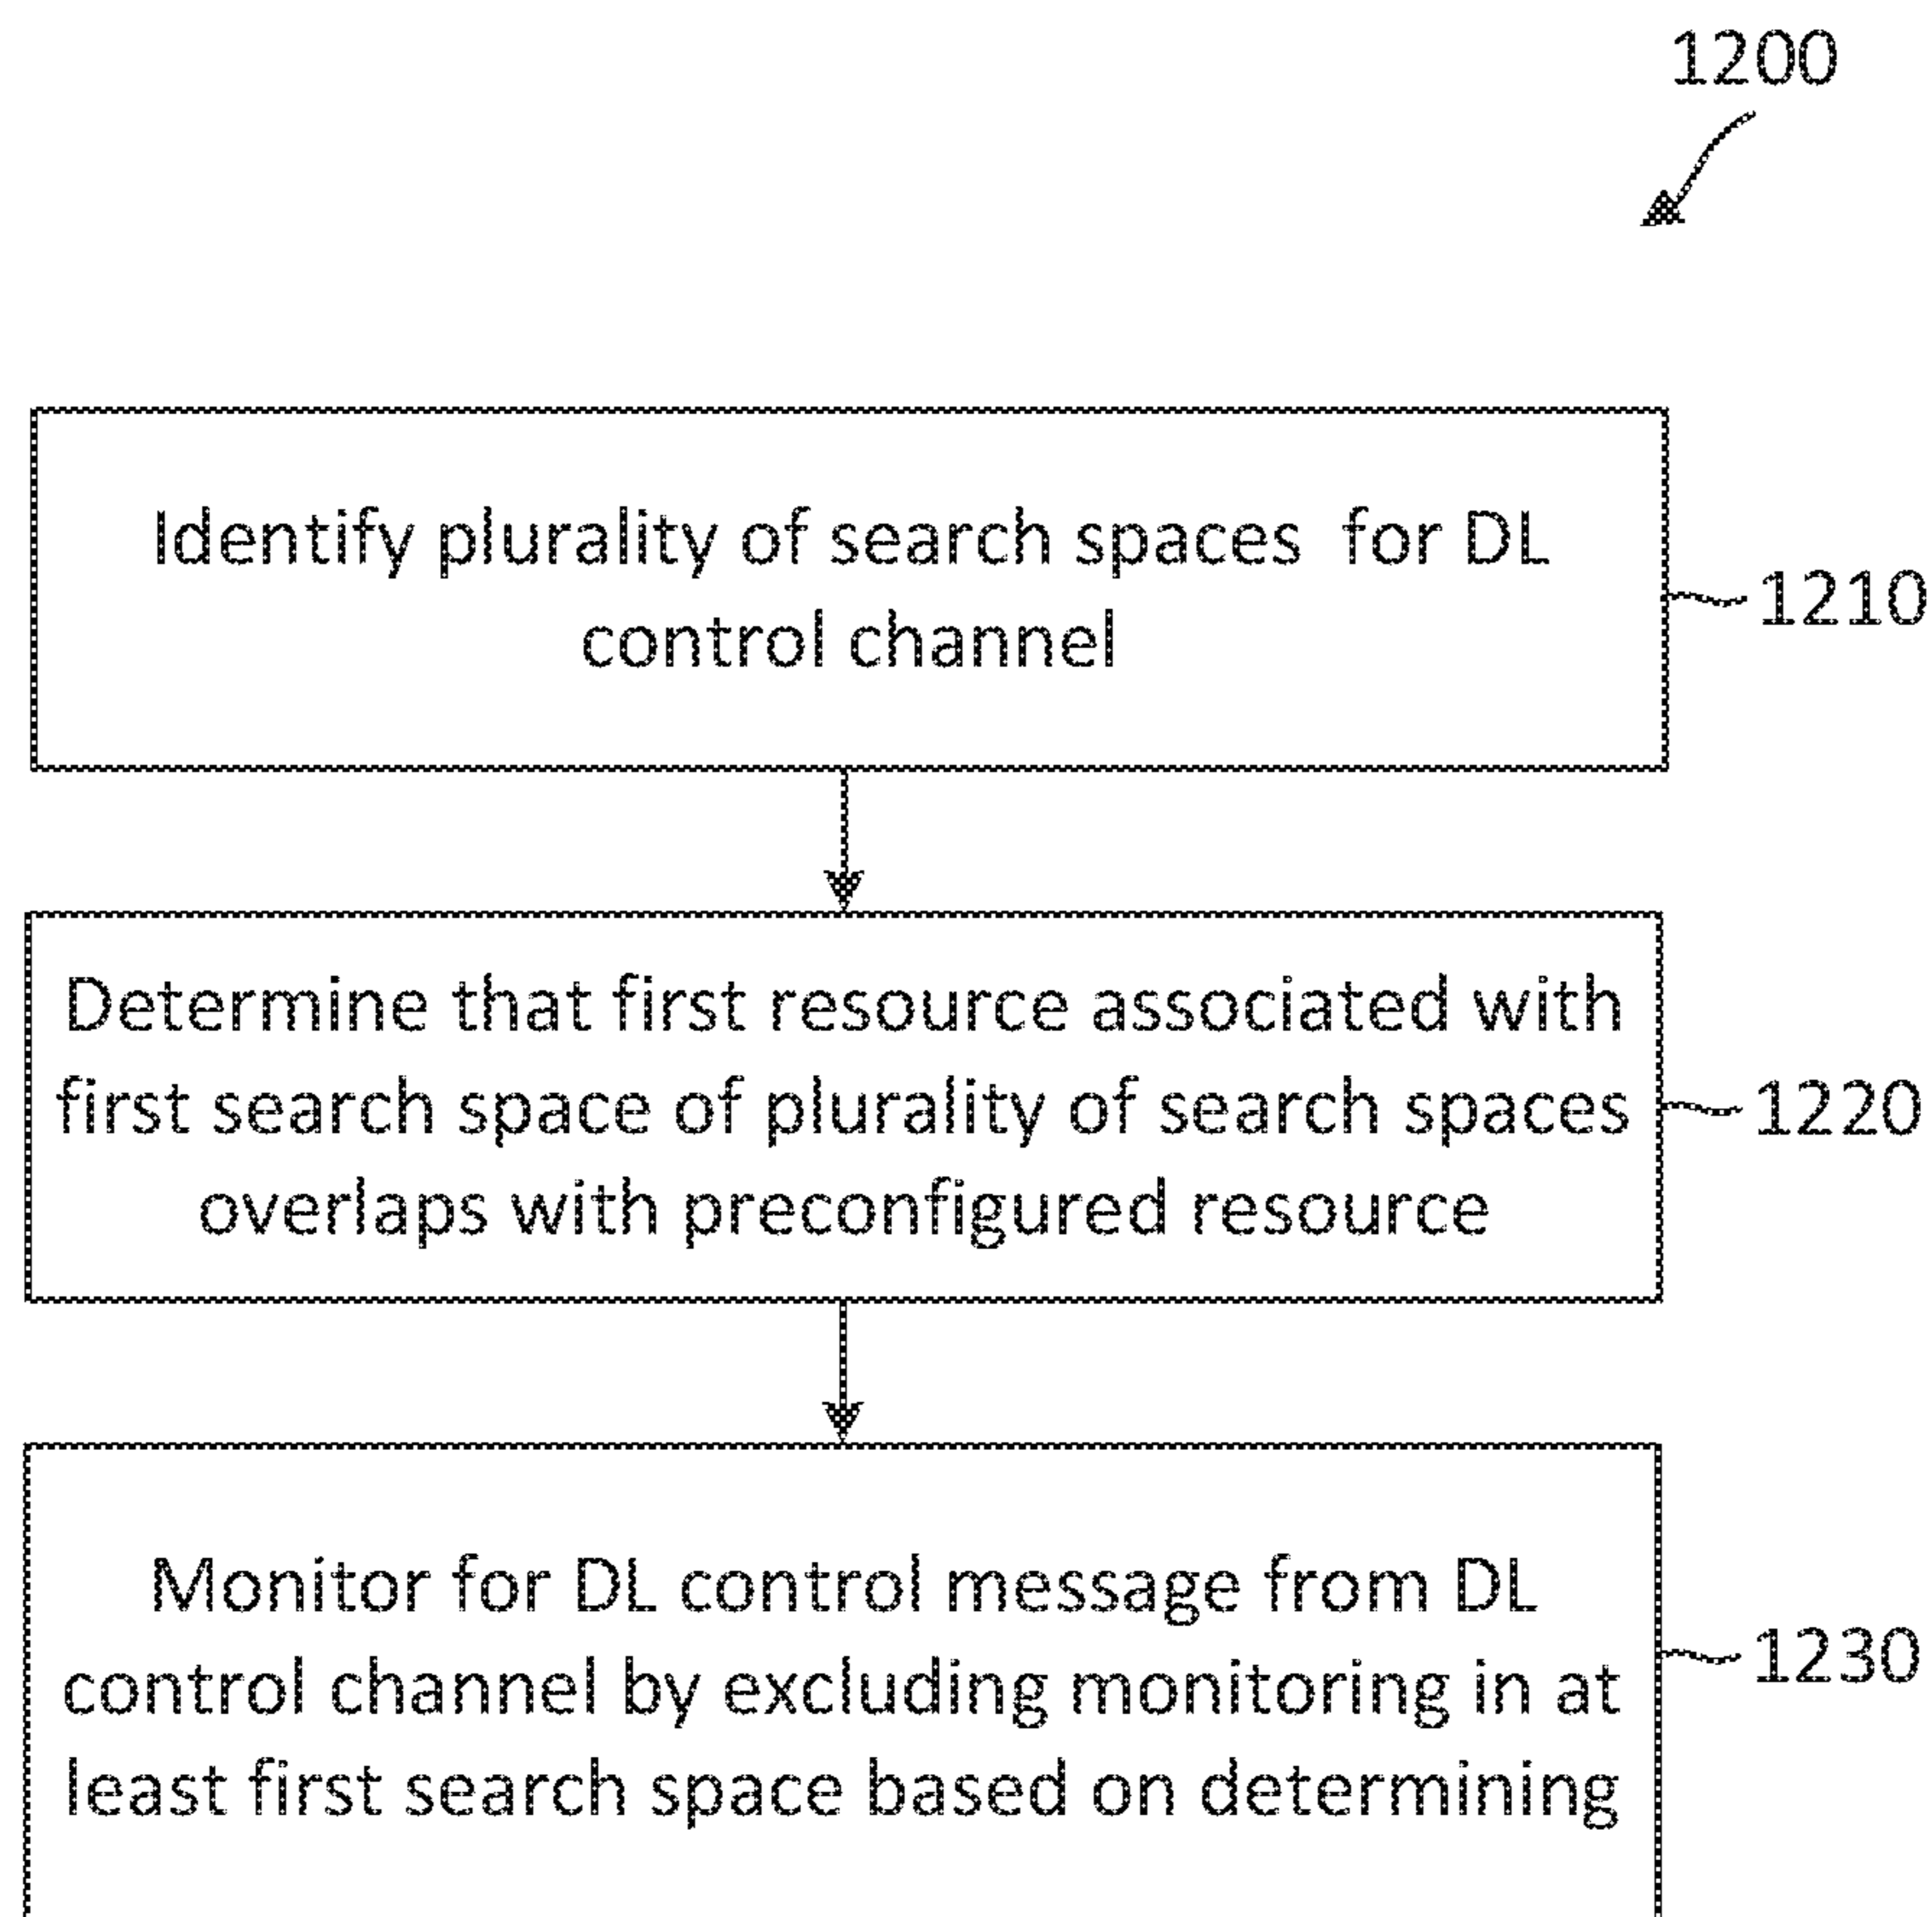 1200
Identify plurality of search spaces for DL
control channel
1210
Determine that first resource associated with
first search space of plurality of search spaces
overlaps with preconfigured resource
1220
Monitor for DL control message from DL
control channel by excluding monitoring in at
least first search space based on determining
1230